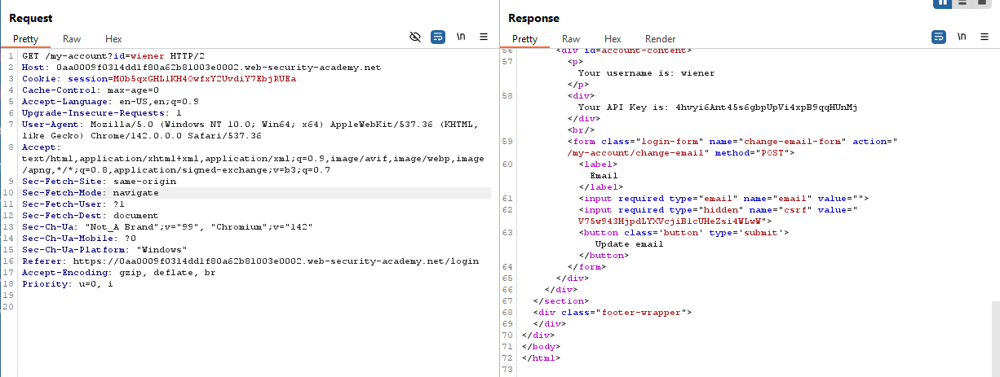 Request
Pretty Raw Hex \n
1 GET /my-account?id=wiener HTTP/2
2 Host: 0aa0009f0314dd1f80a62b81003e0002.web-security-academy.net
3 Cookie: session=M0b5qxGHL1KH40wfxY2UvdiY7EbjRUEa
4 Cache-Control: max-age=0
5 Accept-Language: en-US,en;q=0.9
6 Upgrade-Insecure-Requests: 1
7 User-Agent: Mozilla/5.0 (Windows NT 10.0; Win64; x64) AppleWebKit/537.36 (KHTML,
like Gecko) Chrome/142.0.0.0 Safari/537.36
8 Accept:
text/html,application/xhtml+xml,application/xml;q=0.9,image/avif,image/webp,image
/apng,*/*;q=0.8,application/signed-exchange;v=b3;q=0.7
9 Sec-Fetch-Site: same-origin
10 Sec-Fetch-Mode: navigate
11 Sec-Fetch-User: ?1
12 Sec-Fetch-Dest: document
13 Sec-Ch-Ua: "Not_A Brand";v="99", "Chromium";v="142"
14 Sec-Ch-Ua-Mobile: ?0
15 Sec-Ch-Ua-Platform: "Windows"
16 Referer: https://0aa0009f0314dd1f80a62b81003e0002.web-security-academy.net/login
17 Accept-Encoding: gzip, deflate, br
18 Priority: u=0, i
19
20
Response
Pretty Raw Hex Render \n
56 <div id=account-content>
57 <p>
Your username is: wiener
</p>
58 <div>
Your API Key is: 4hvyi6Ant45s6gbpUpVi4xpB9qqHUnMj
</div>
<br/>
59 <form class="login-form" name="change-email-form" action="
/my-account/change-email" method="POST">
60 <label>
Email
</label>
61 <input required type="email" name="email" value="">
62 <input required type="hidden" name="csrf" value="
V75w943HjpdLYXVcjiBlcUHeZsi4WLwW">
63 <button class='button' type='submit'>
Update email
</button>
64 </form>
65 </div>
66 </div>
67 </section>
68 <div class="footer-wrapper">
69 </div>
70 </div>
71 </body>
72 </html>
73